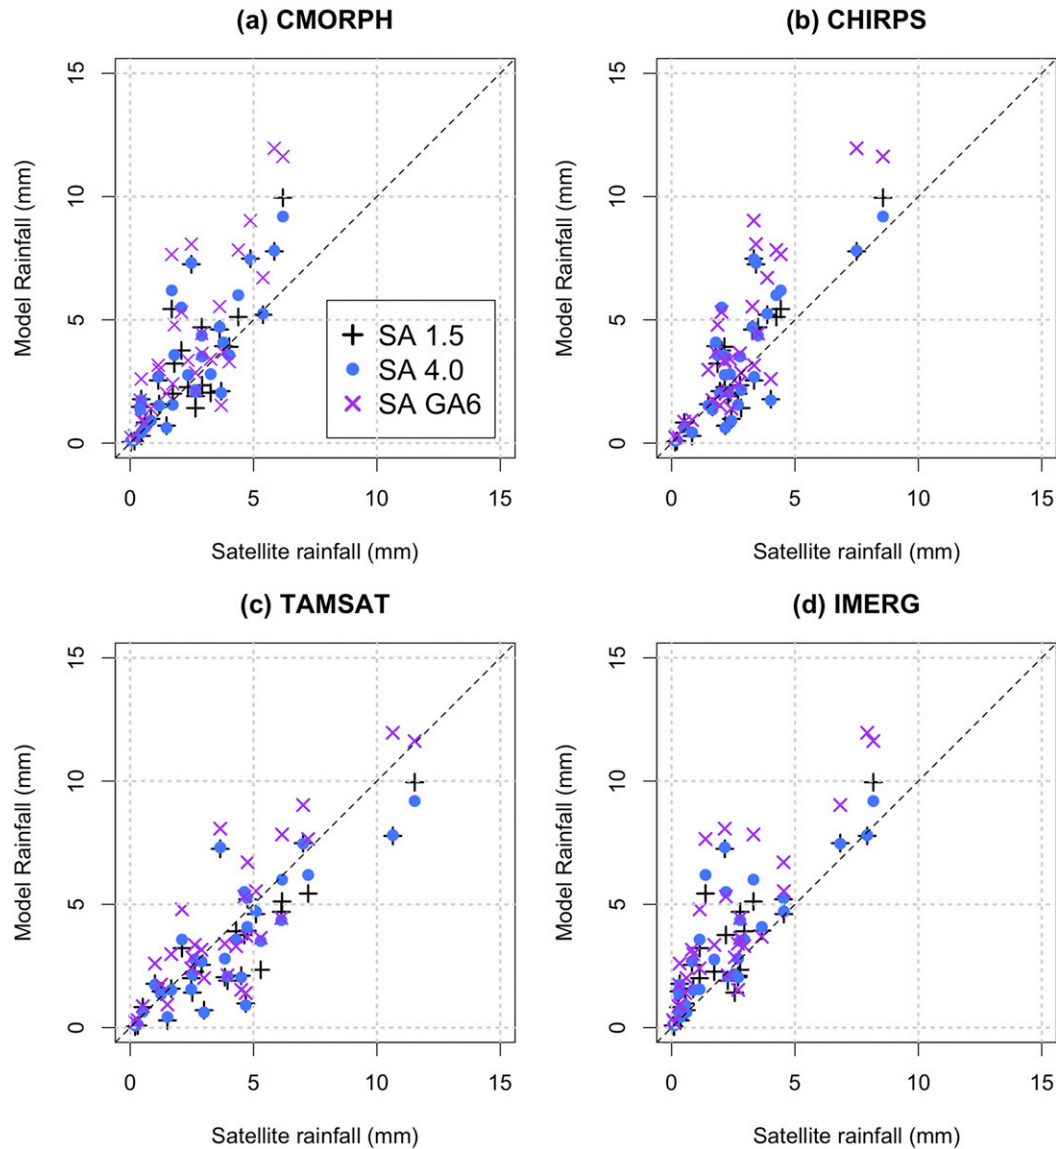 (a) CMORPH
Model Rainfall (mm)
15
10
5
0
SA 1.5
SA 4.0
SA GA6
0 5 10 15
Satellite rainfall (mm)
(b) CHIRPS
Model Rainfall (mm)
15
10
5
0
0 5 10 15
Satellite rainfall (mm)
(c) TAMSAT
Model Rainfall (mm)
15
10
5
0
0 5 10 15
Satellite rainfall (mm)
(d) IMERG
Model Rainfall (mm)
15
10
5
0
0 5 10 15
Satellite rainfall (mm)